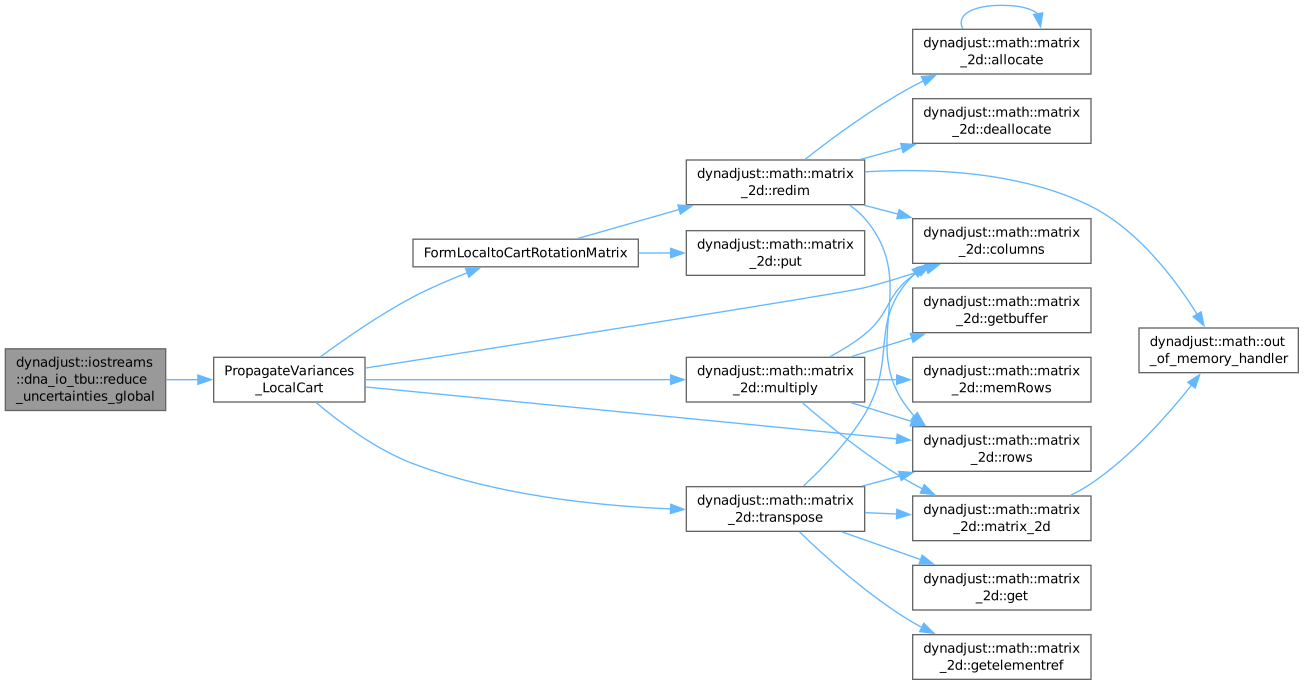 dynadjust::iostreams
::dna_io_tbu::reduce
_uncertainties_global
PropagateVariances
_LocalCart
FormLocaltoCartRotationMatrix
dynadjust::math::matrix
_2d::redim
dynadjust::math::matrix
_2d::put
dynadjust::math::matrix
_2d::multiply
dynadjust::math::matrix
_2d::transpose
dynadjust::math::matrix
_2d::allocate
dynadjust::math::matrix
_2d::deallocate
dynadjust::math::matrix
_2d::columns
dynadjust::math::matrix
_2d::getbuffer
dynadjust::math::matrix
_2d::memRows
dynadjust::math::matrix
_2d::rows
dynadjust::math::matrix
_2d::matrix_2d
dynadjust::math::matrix
_2d::get
dynadjust::math::matrix
_2d::getelementref
dynadjust::math::out
_of_memory_handler